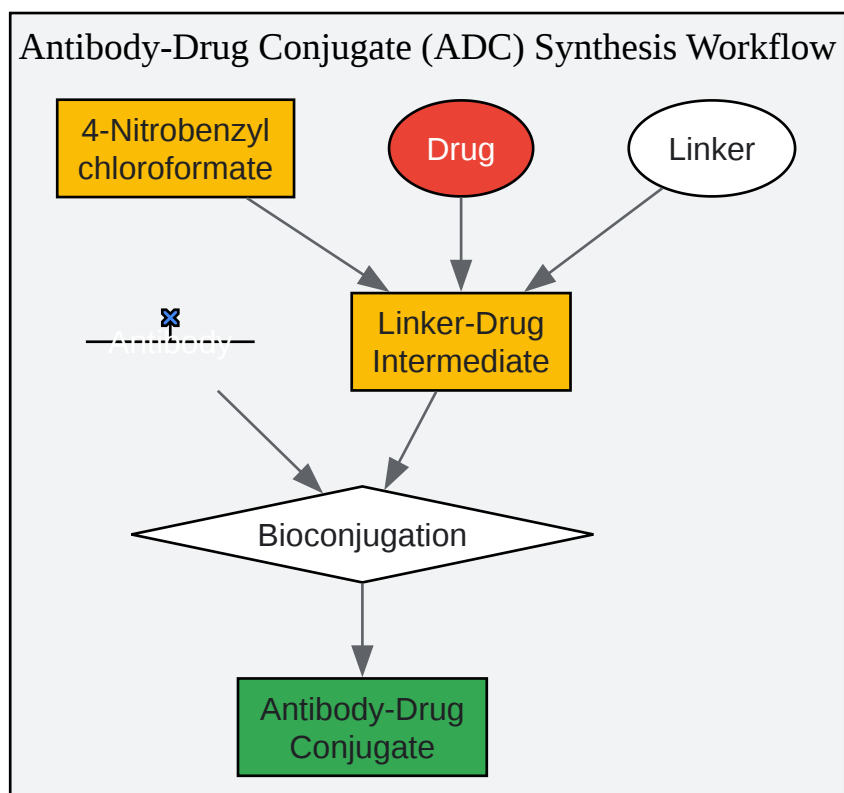 Antibody-Drug Conjugate (ADC) Synthesis Workflow
4-Nitrobenzyl
chloroformate
Drug
Linker
Antibody
Linker-Drug
Intermediate
Bioconjugation
Antibody-Drug
Conjugate